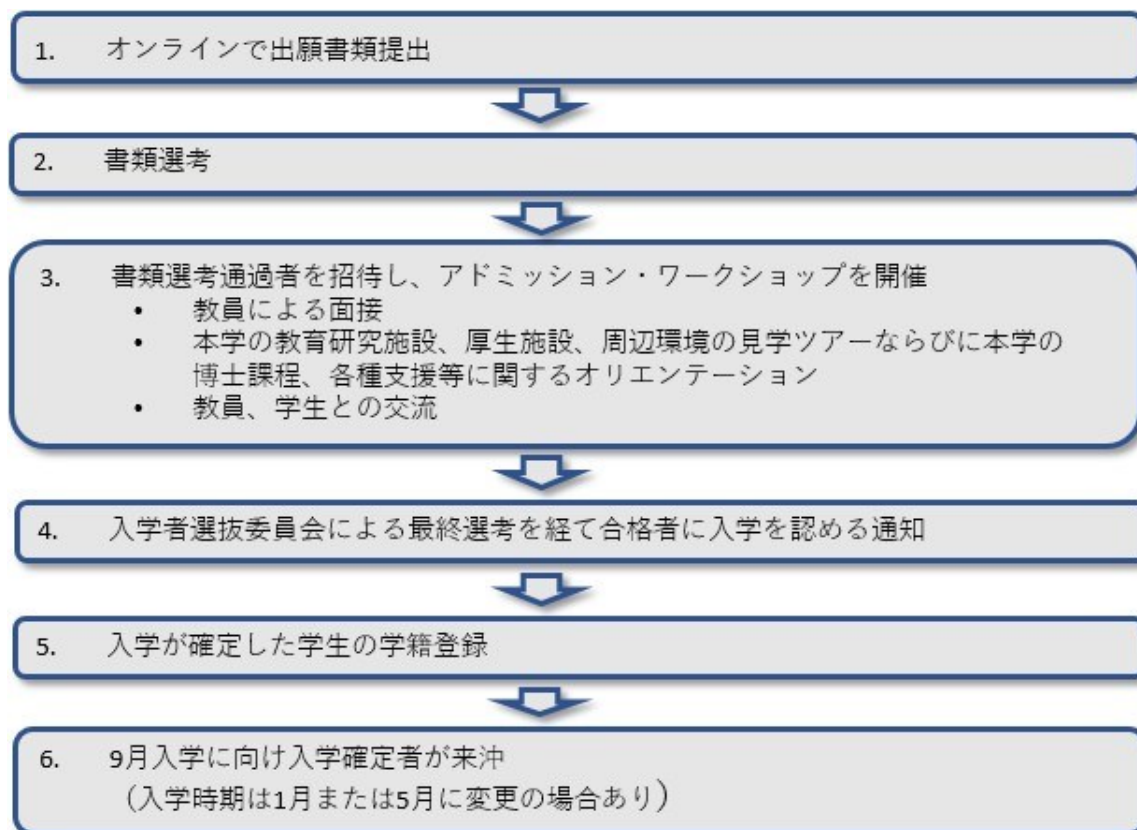 1. オンラインで出願書類提出
2. 書類選考
3. 書類選考通過者を招待し、アドミッション・ワークショップを開催
• 教員による面接
• 本学の教育研究施設、厚生施設、周辺環境の見学ツアーならびに本学の
博士課程、各種支援等に関するオリエンテーション
• 教員、学生との交流
4. 入学者選抜委員会による最終選考を経て合格者に入学を認める通知
5. 入学が確定した学生の学籍登録
6. 9月入学に向け入学確定者が来沖
（入学時期は1月または5月に変更の場合あり）